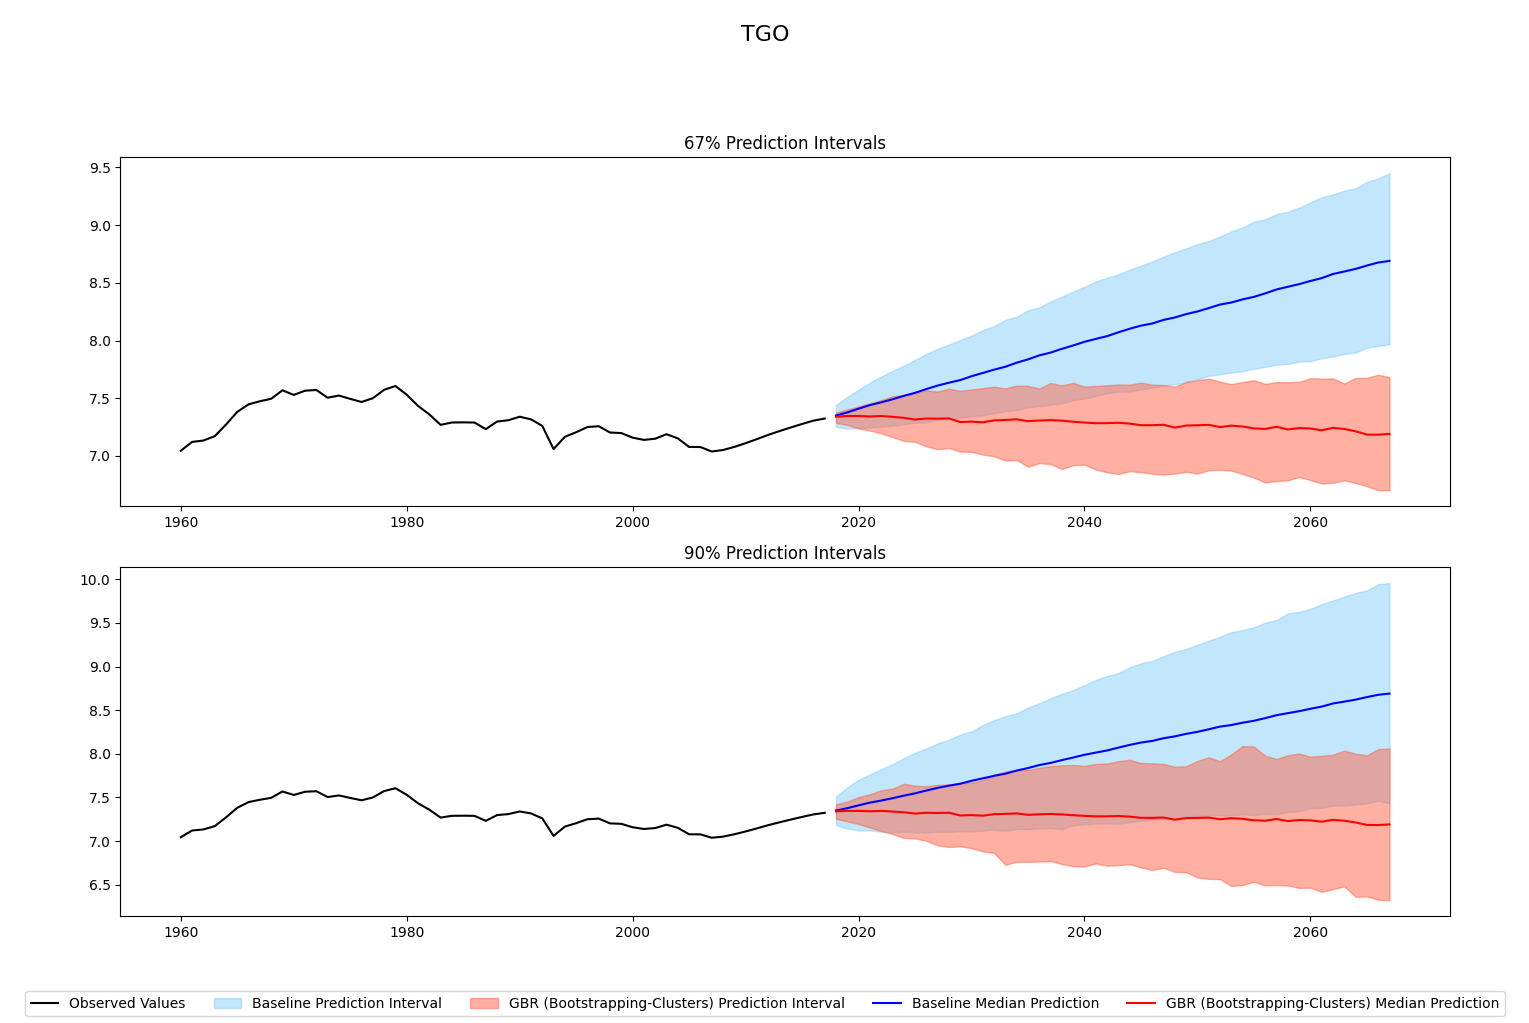 TGO
67% Prediction Intervals
9.5
9.0
8.5
8.0
7.5
7.0
1960 1980 2000 2020 2040 2060
90% Prediction Intervals
10.0
9.5
9.0
8.5
8.0
7.5
7.0
6.5
1960 1980 2000 2020 2040 2060
Observed Values Baseline Prediction Interval GBR (Bootstrapping-Clusters) Prediction Interval Baseline Median Prediction GBR (Bootstrapping-Clusters) Median Prediction